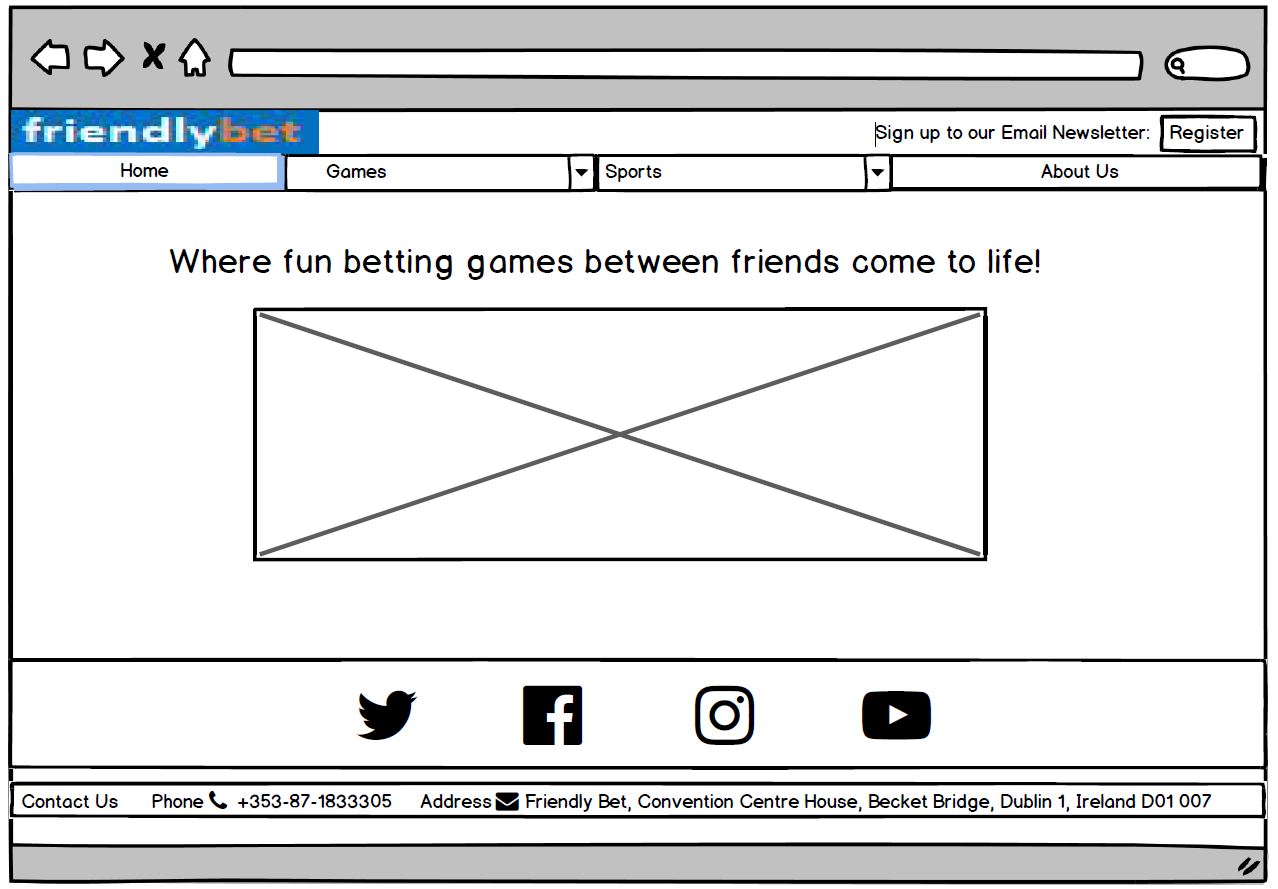 friendlybet
Sign up to our Email Newsletter: Register
Home Games Sports About Us
Where fun betting games between friends come to life!
Contact Us Phone +353-87-1833305 Address Friendly Bet, Convention Centre House, Becket Bridge, Dublin 1, Ireland D01 007